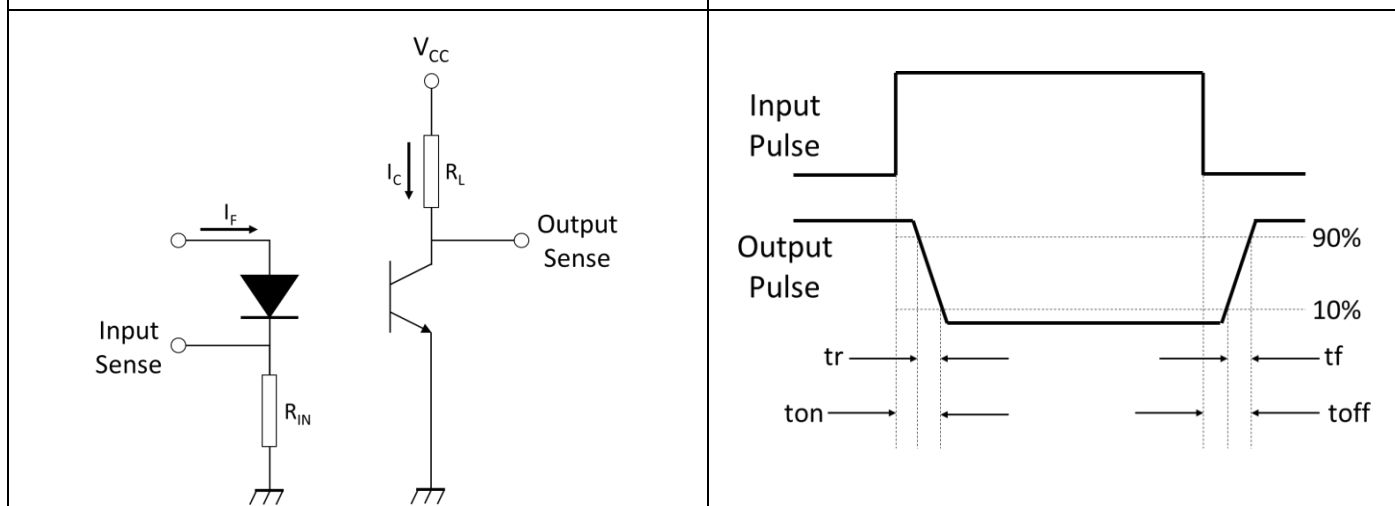 VCC
IC
RL
IF
Output
Sense
Input
Sense
RIN
Input
Pulse
Output
Pulse
90%
10%
tr
tf
ton
toff